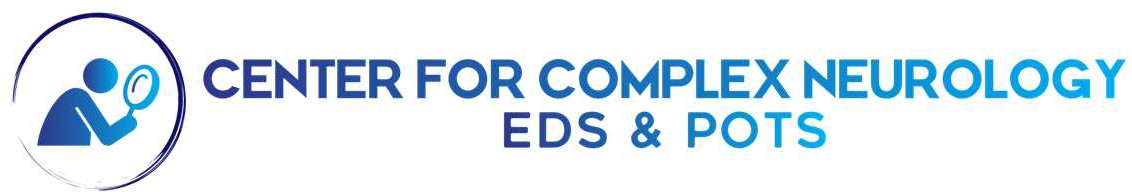 CENTER FOR COMPLEX NEUROLOGY
EDS & POTS